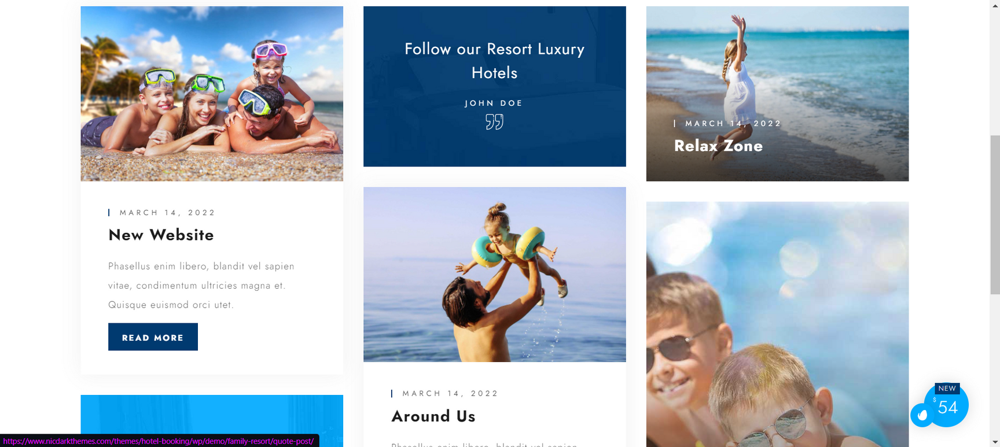 Follow our Resort Luxury
Hotels
JOHN DOE
MARCH 14, 2022
Relax Zone
MARCH 14, 2022
New Website
Phasellus enim libero, blandit vel sapien
vitae, condimentum ultricies magna et.
Quisque euismod orci utet.
READ MORE
MARCH 14, 2022
Around Us
Phasellus enim libero, blandit vel sapien
NEW
$54
https://www.nicdarkthemes.com/themes/hotel-booking/wp/demo/family-resort/quote-post/